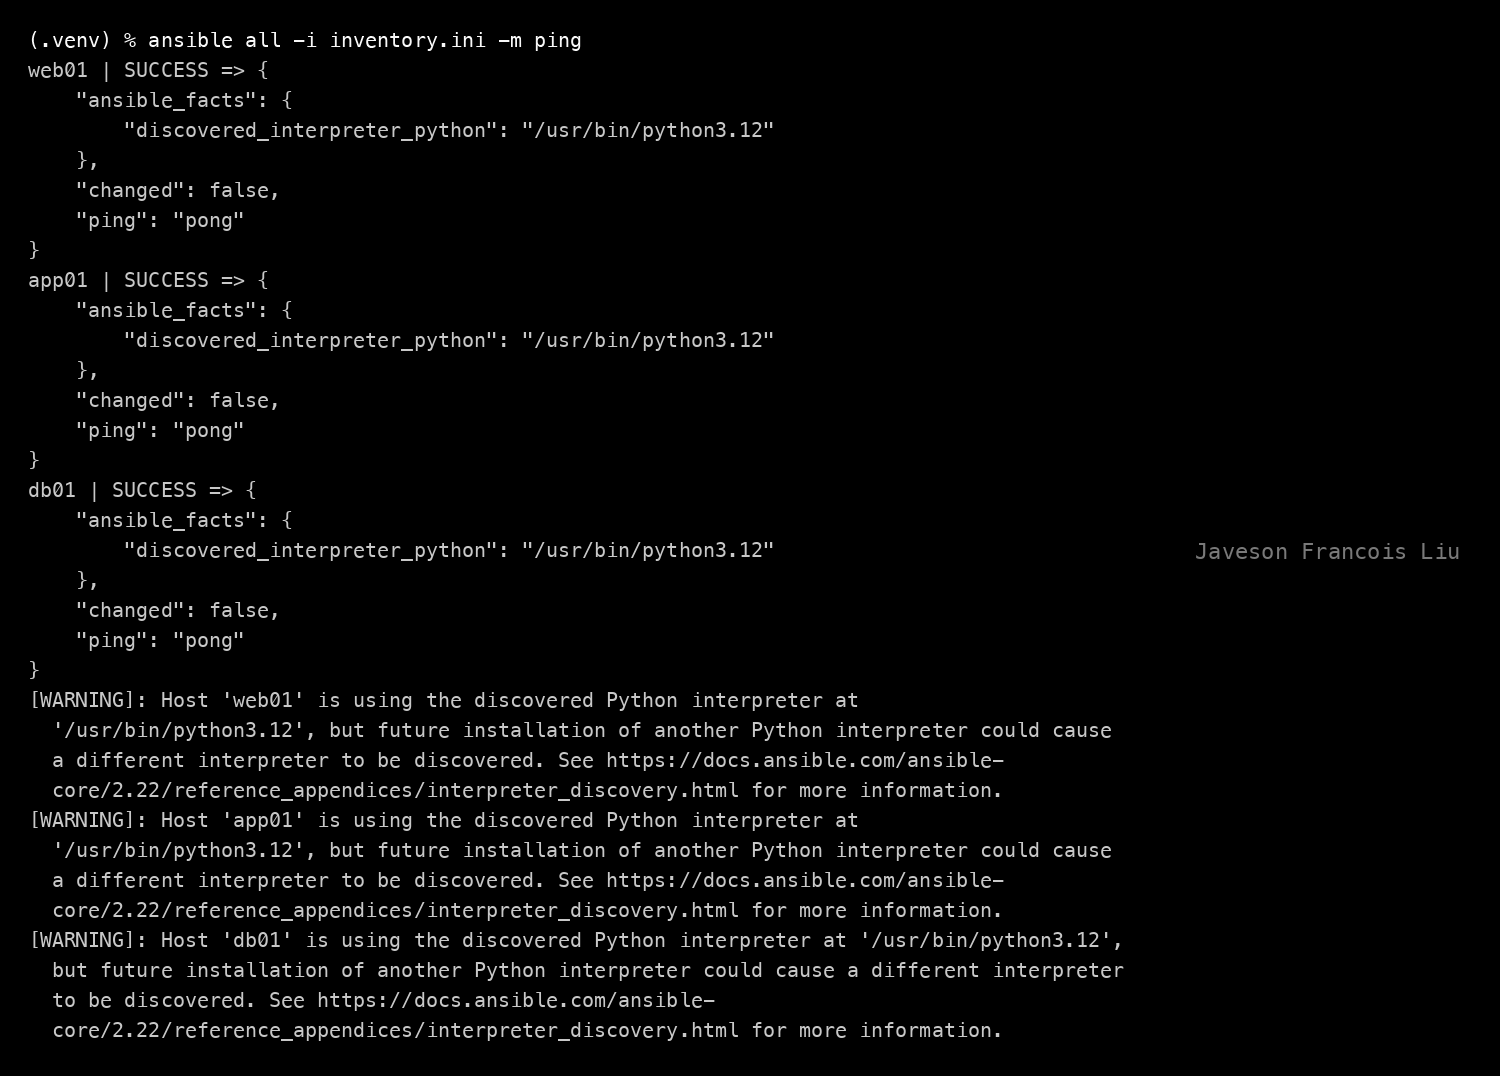 (.venv) % ansible all -i inventory.ini -m ping
web01 | SUCCESS => {
    "ansible_facts": {
        "discovered_interpreter_python": "/usr/bin/python3.12"
    },
    "changed": false,
    "ping": "pong"
}
app01 | SUCCESS => {
    "ansible_facts": {
        "discovered_interpreter_python": "/usr/bin/python3.12"
    },
    "changed": false,
    "ping": "pong"
}
db01 | SUCCESS => {
    "ansible_facts": {
        "discovered_interpreter_python": "/usr/bin/python3.12"
Javeson Francois Liu
    },
    "changed": false,
    "ping": "pong"
}
[WARNING]: Host 'web01' is using the discovered Python interpreter at
  '/usr/bin/python3.12', but future installation of another Python interpreter could cause
  a different interpreter to be discovered. See https://docs.ansible.com/ansible-
  core/2.22/reference_appendices/interpreter_discovery.html for more information.
[WARNING]: Host 'app01' is using the discovered Python interpreter at
  '/usr/bin/python3.12', but future installation of another Python interpreter could cause
  a different interpreter to be discovered. See https://docs.ansible.com/ansible-
  core/2.22/reference_appendices/interpreter_discovery.html for more information.
[WARNING]: Host 'db01' is using the discovered Python interpreter at '/usr/bin/python3.12',
  but future installation of another Python interpreter could cause a different interpreter
  to be discovered. See https://docs.ansible.com/ansible-
  core/2.22/reference_appendices/interpreter_discovery.html for more information.